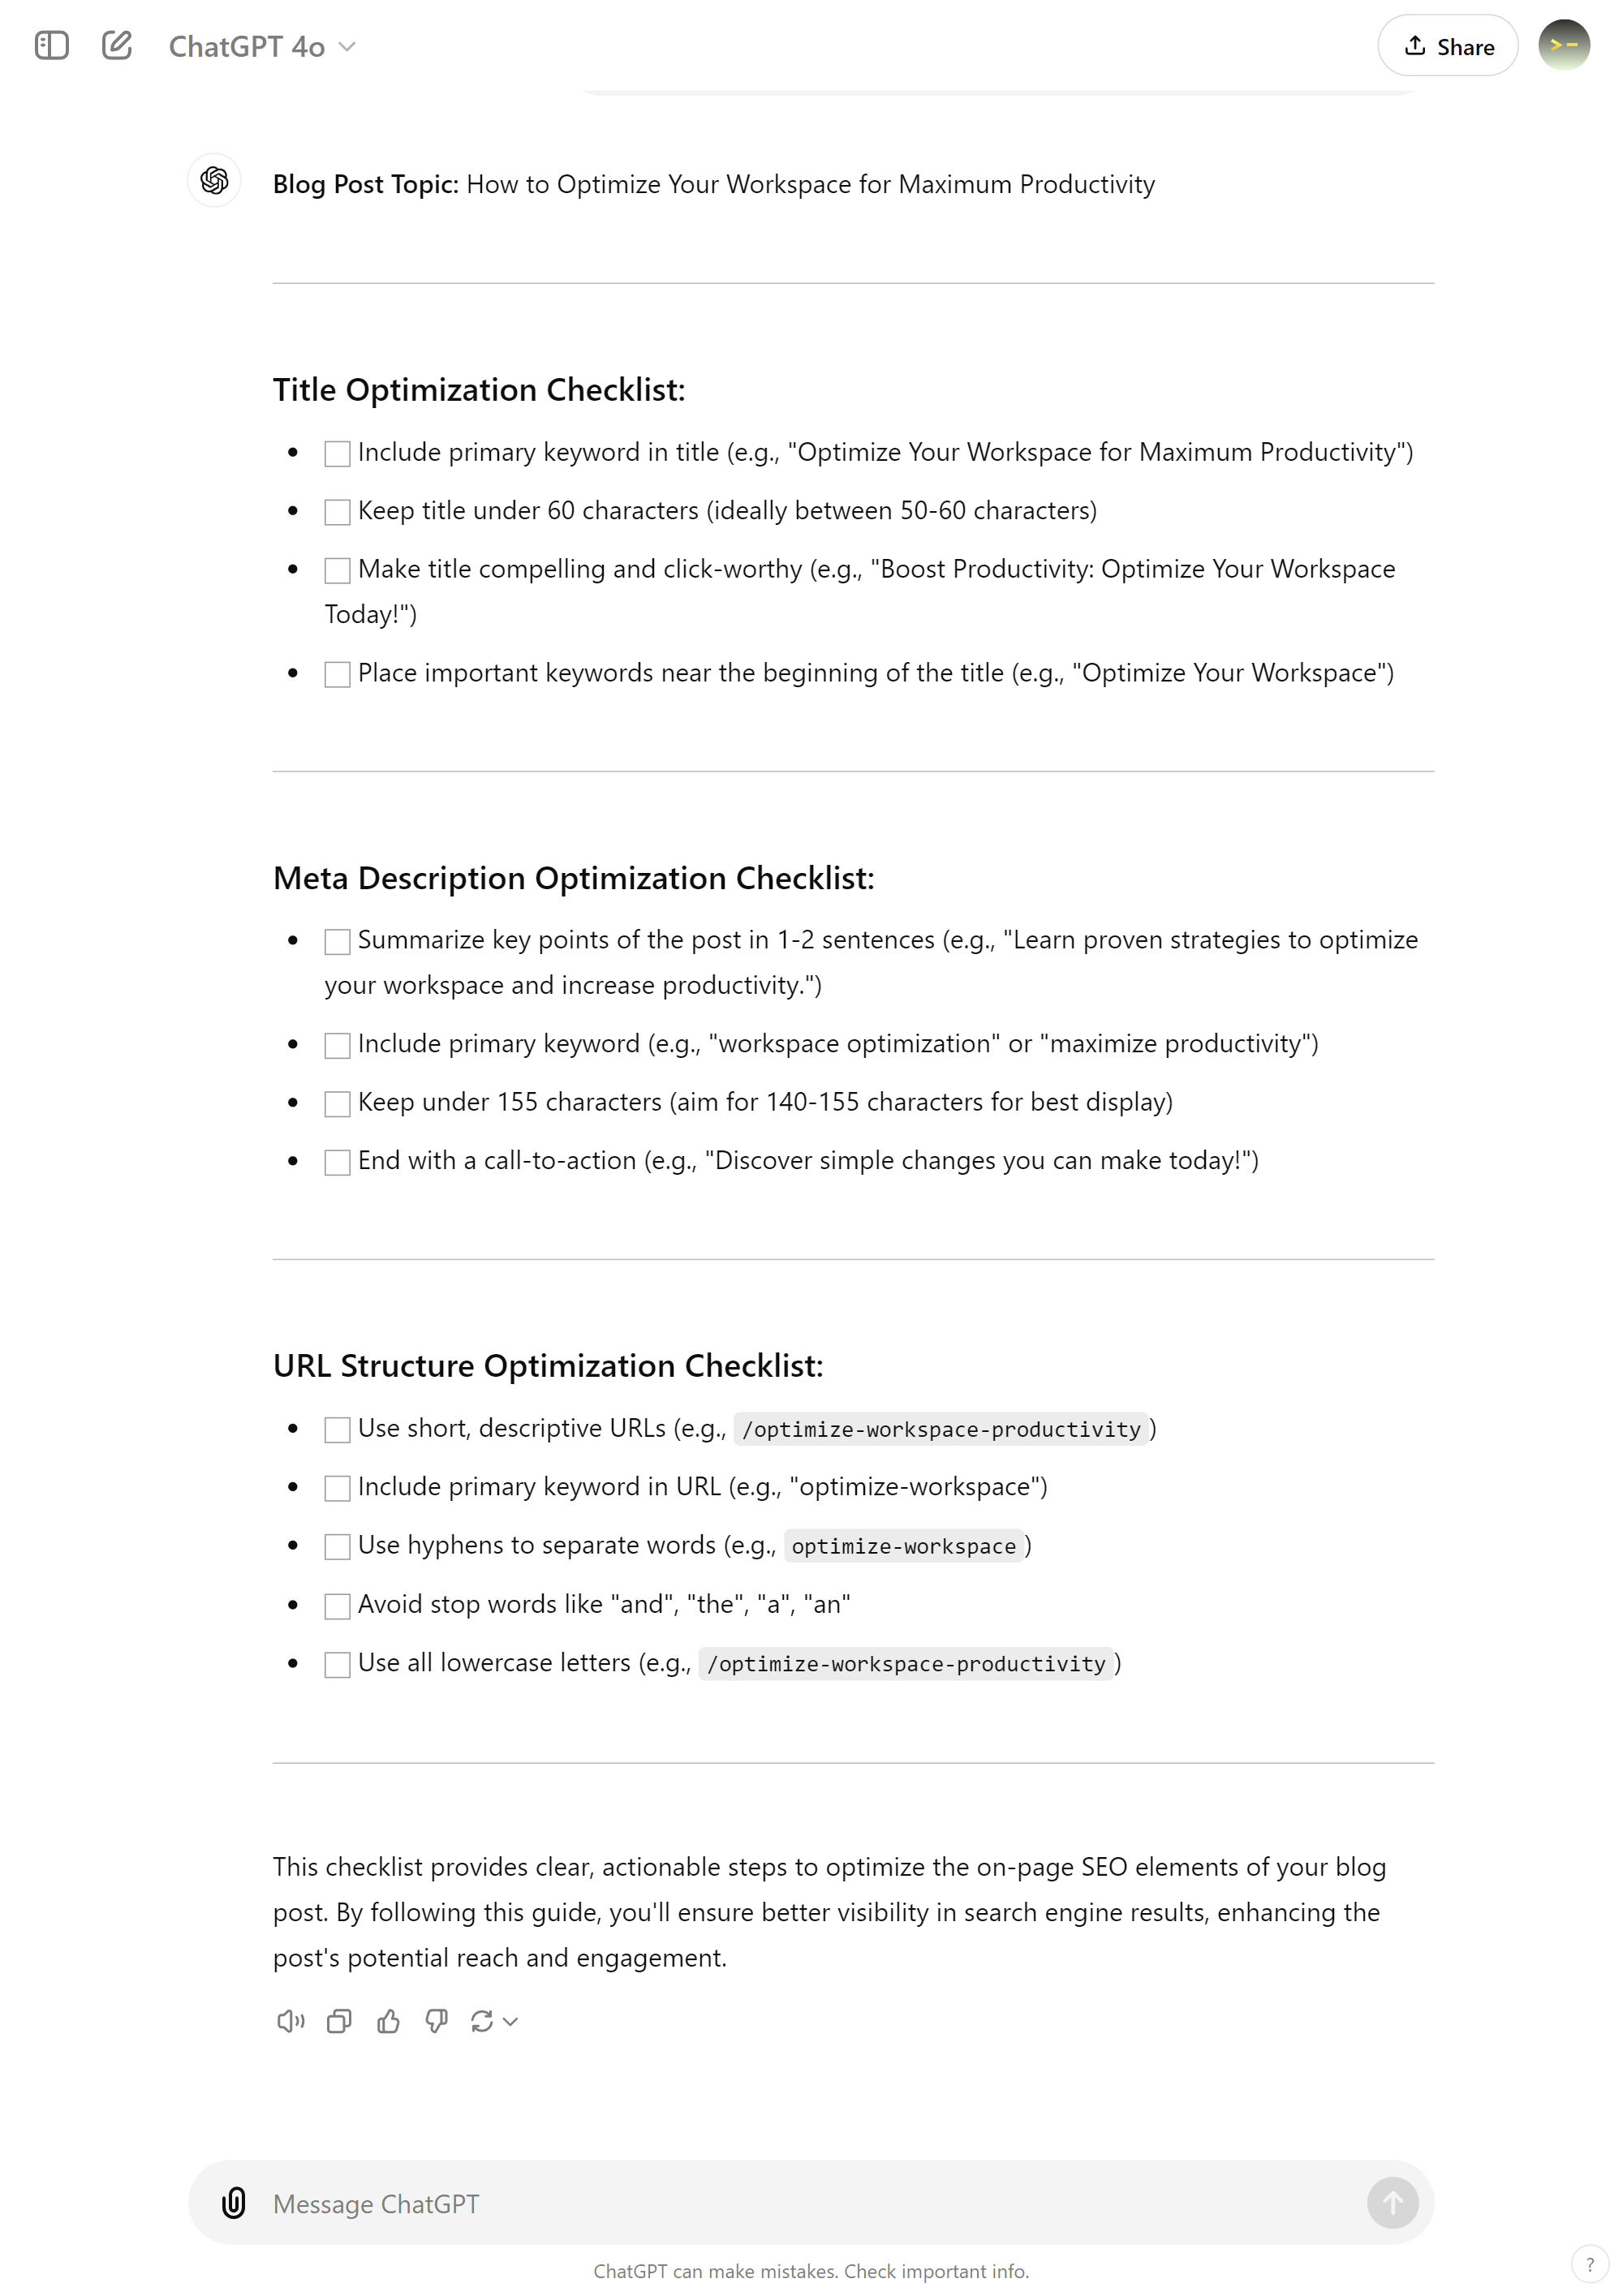 ChatGPT 4o
Share
Blog Post Topic: How to Optimize Your Workspace for Maximum Productivity
Title Optimization Checklist:
Include primary keyword in title (e.g., "Optimize Your Workspace for Maximum Productivity")
Keep title under 60 characters (ideally between 50-60 characters)
Make title compelling and click-worthy (e.g., "Boost Productivity: Optimize Your Workspace
Today!")
Place important keywords near the beginning of the title (e.g., "Optimize Your Workspace")
Meta Description Optimization Checklist:
Summarize key points of the post in 1-2 sentences (e.g., "Learn proven strategies to optimize
your workspace and increase productivity.")
Include primary keyword (e.g., "workspace optimization" or "maximize productivity")
Keep under 155 characters (aim for 140-155 characters for best display)
End with a call-to-action (e.g., "Discover simple changes you can make today!")
URL Structure Optimization Checklist:
Use short, descriptive URLs (e.g., /optimize-workspace-productivity)
Include primary keyword in URL (e.g., "optimize-workspace")
Use hyphens to separate words (e.g., optimize-workspace)
Avoid stop words like "and", "the", "a", "an"
Use all lowercase letters (e.g., /optimize-workspace-productivity)
This checklist provides clear, actionable steps to optimize the on-page SEO elements of your blog
post. By following this guide, you'll ensure better visibility in search engine results, enhancing the
post's potential reach and engagement.
Message ChatGPT
ChatGPT can make mistakes. Check important info.
?